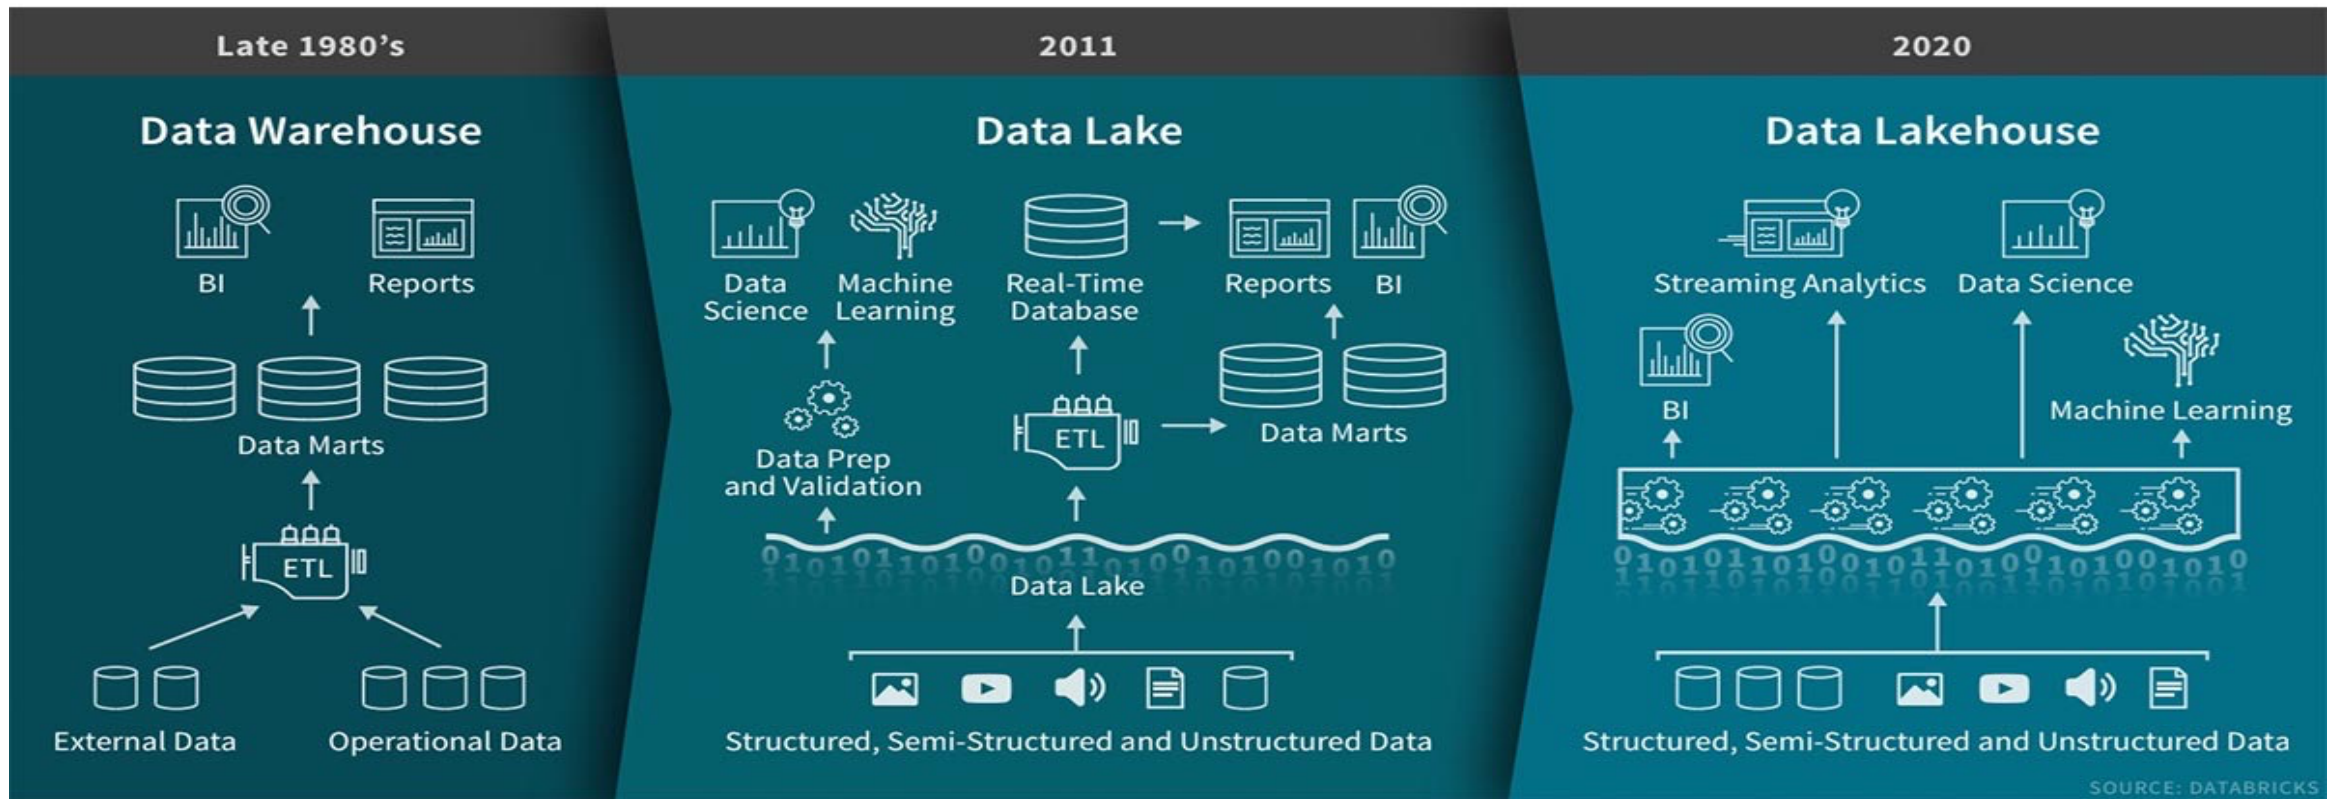 Late 1980's
Data Warehouse
BI
Reports
Data Marts
ETL
External Data
Operational Data
2011
Data Lake
Data
Science
Machine
Learning
Real-Time
Database
Reports
BI
Data Prep
and Validation
ETL
Data Marts
01101011010001011010010100101010
Data Lake
Structured, Semi-Structured and Unstructured Data
2020
Data Lakehouse
Streaming Analytics
Data Science
BI
Machine Learning
Structured, Semi-Structured and Unstructured Data
SOURCE: DATABRICKS